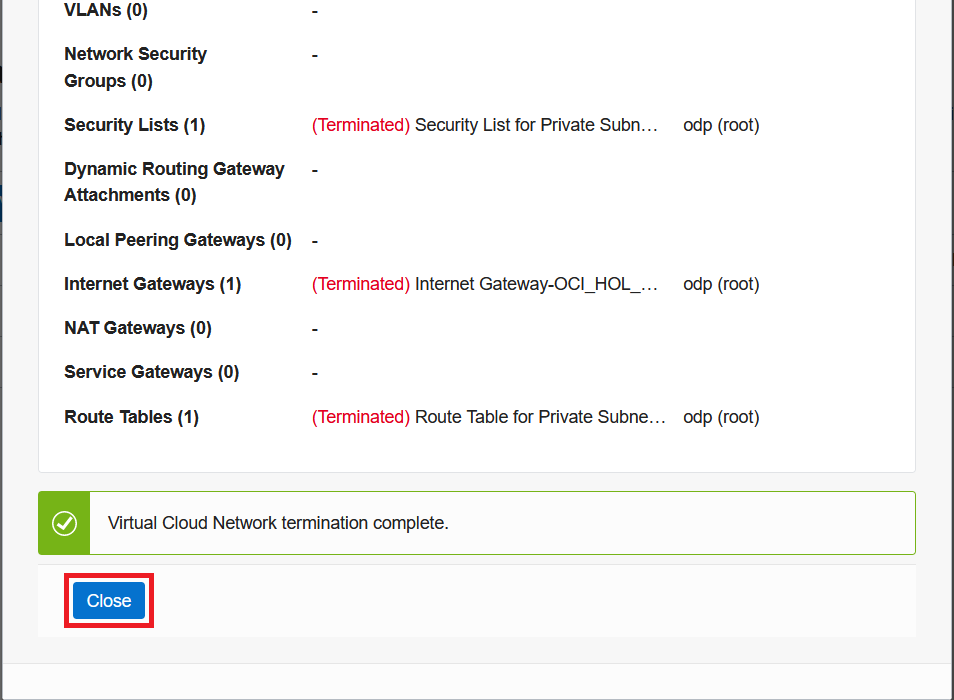 VLANs (0) -
Network Security -
Groups (0)
Security Lists (1) (Terminated) Security List for Private Subn… odp (root)
Dynamic Routing Gateway -
Attachments (0)
Local Peering Gateways (0) -
Internet Gateways (1) (Terminated) Internet Gateway-OCI_HOL_… odp (root)
NAT Gateways (0) -
Service Gateways (0) -
Route Tables (1) (Terminated) Route Table for Private Subne… odp (root)
Virtual Cloud Network termination complete.
Close